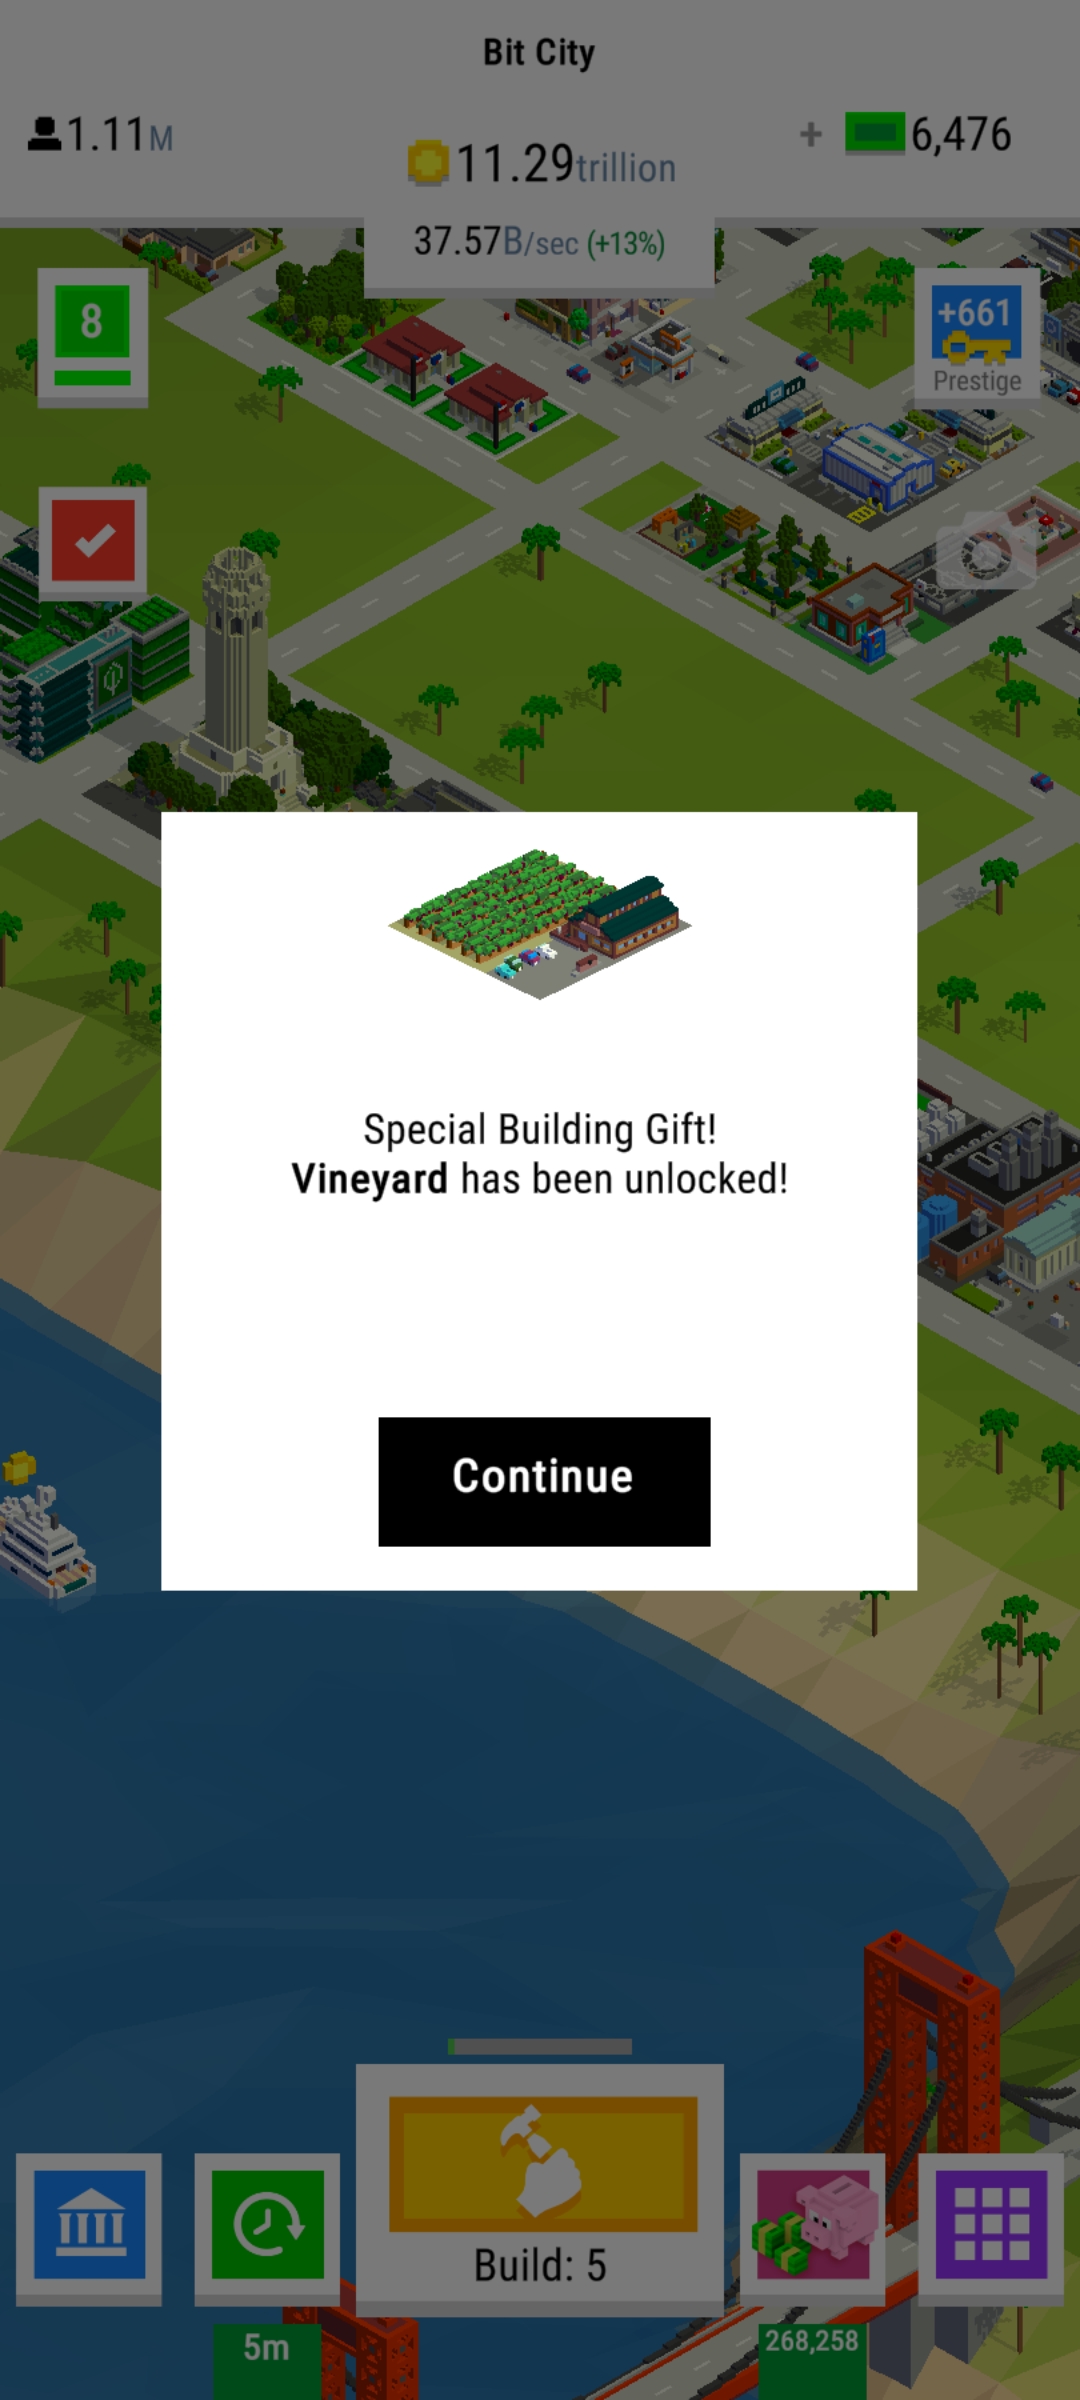 Bit City
1.11M
11.29trillion
+ 6,476
37.57B/sec (+13%)
8
+661
Prestige
Special Building Gift!
Vineyard has been unlocked!
Continue
Build: 5
5m
268,258